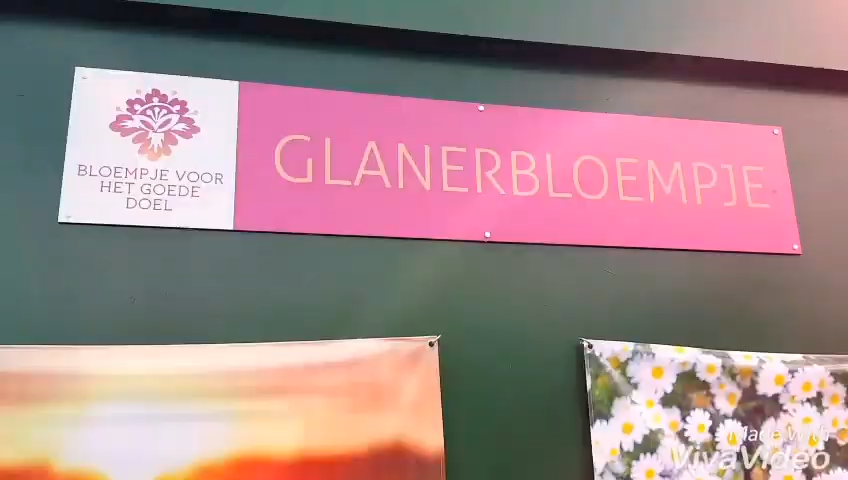 BLOEMPJE VOOR
HET GOEDE
DOEL
GLANERBLOEMPJE
Made With
VivaVideo